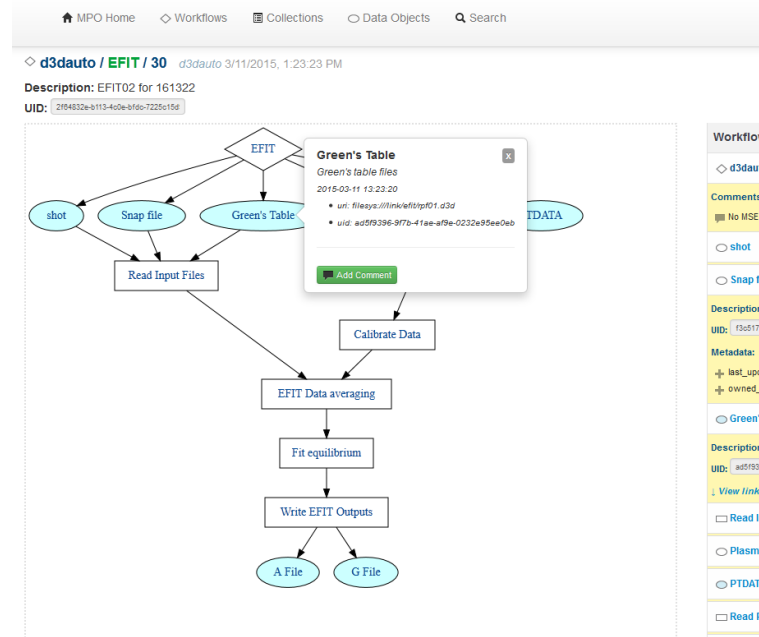 MPO Home Workflows Collections Data Objects Search
d3dauto / EFIT / 30 d3dauto 3/11/2015, 1:23:23 PM
Description: EFIT02 for 161322
UID: 2f64832e-b113-4c0e-bfdc-7225c15d
EFIT
Green's Table x
Green's table files
2015-03-11 13:23:20
uri: filesys:///link/efit/rpf01.d3d
uid: ad5f9396-9f7b-41ae-af9e-0232e95ee0eb
Add Comment
shot Snap file Green's Table TDATA
Read Input Files
Calibrate Data
EFIT Data averaging
Fit equilibrium
Write EFIT Outputs
A File G File
Workflo
d3dau
Comments
No MSE
shot
Snap f
Description
UID: f3c517
Metadata:
last_upd
owned_
Green'
Description
UID: ad5f93
↓ View link
Read I
Plasm
PTDAT
Read P